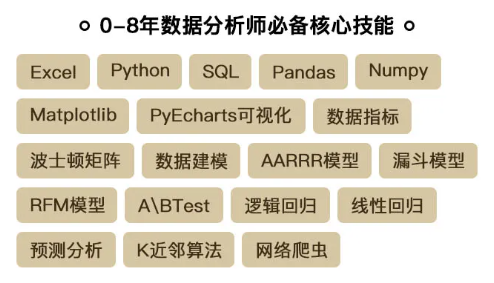 0-8年数据分析师必备核心技能
Excel Python SQL Pandas Numpy
Matplotlib PyEcharts可视化 数据指标
波士顿矩阵 数据建模 AARRR模型 漏斗模型
RFM模型 A\BTest 逻辑回归 线性回归
预测分析 K近邻算法 网络爬虫